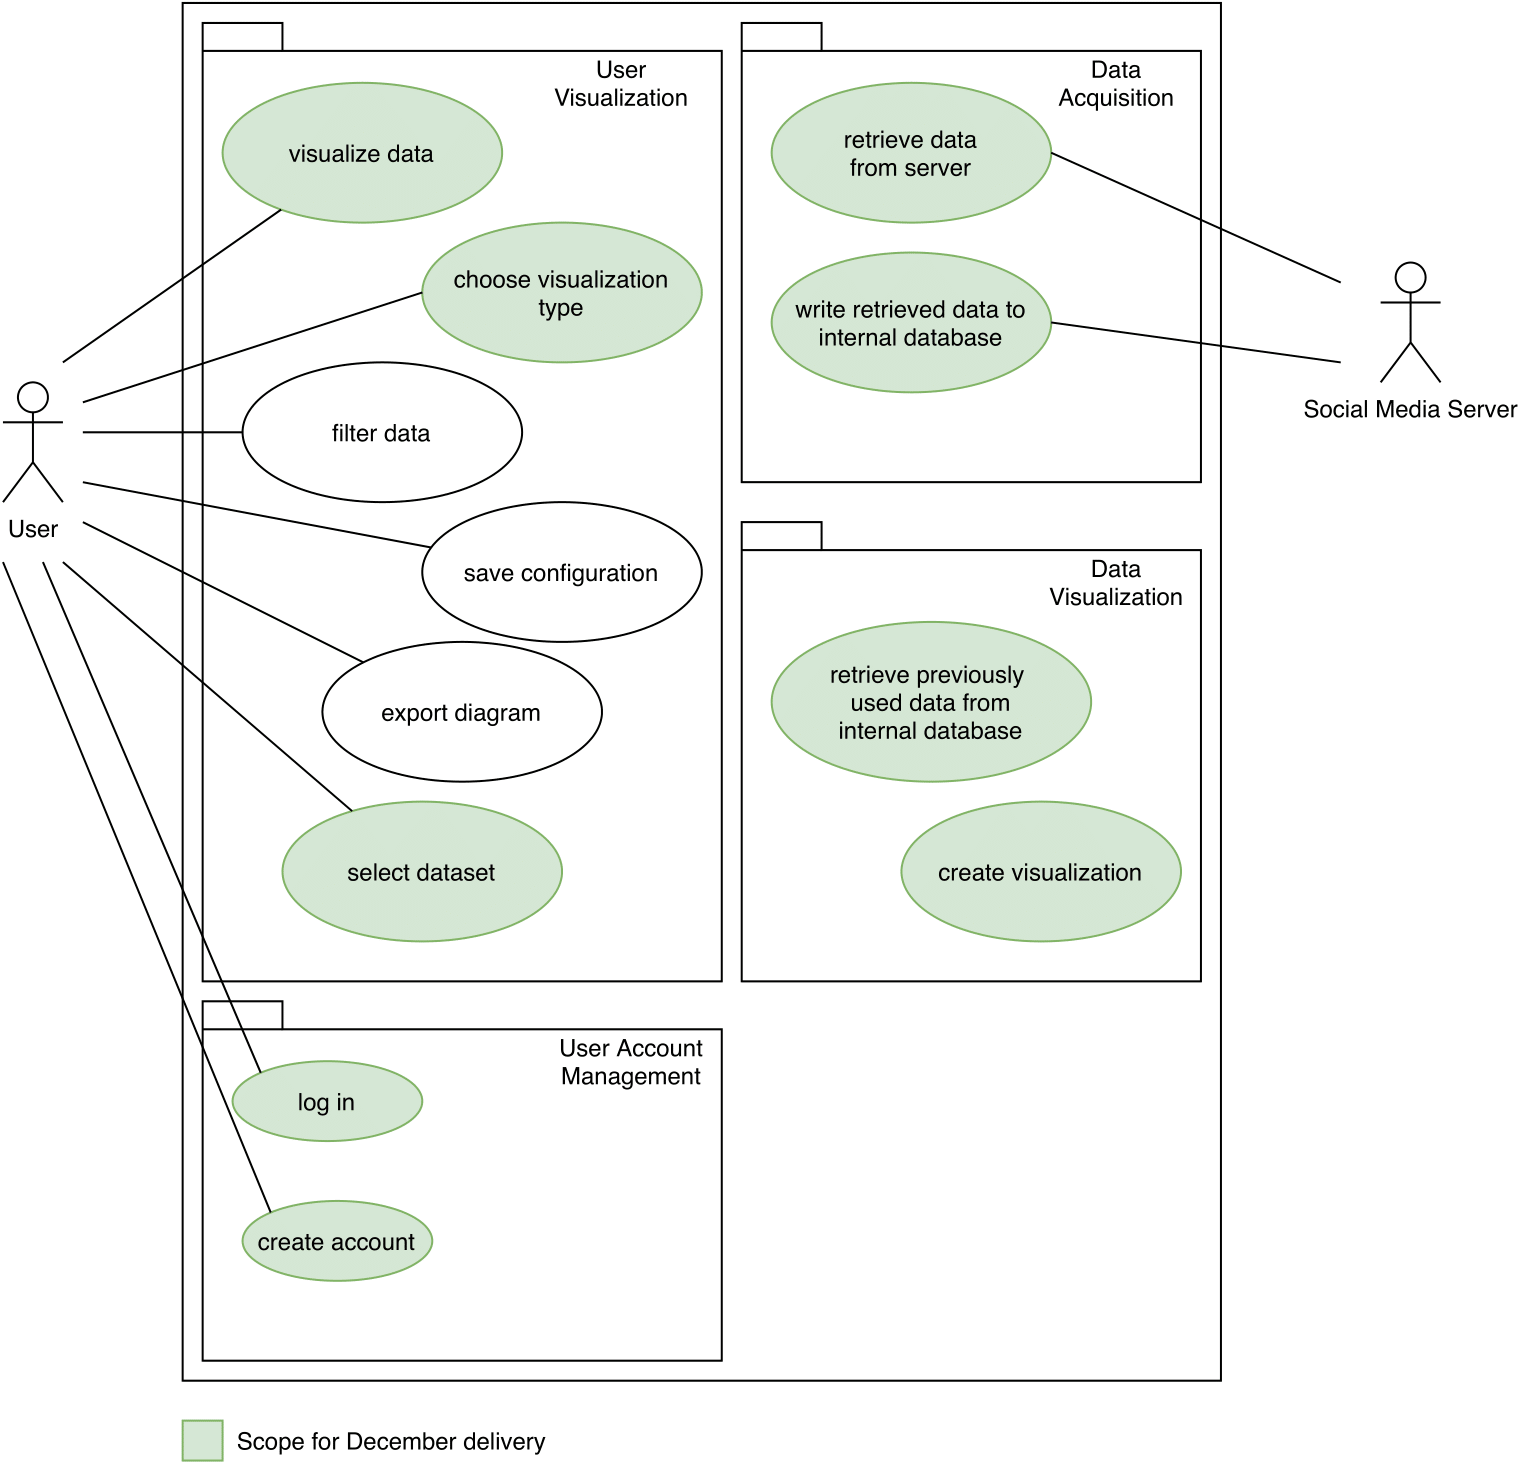 User
Visualization
visualize data
choose visualization
type
filter data
save configuration
export diagram
select dataset
Data
Acquisition
retrieve data
from server
write retrieved data to
internal database
Social Media Server
User
Data
Visualization
retrieve previously
used data from
internal database
create visualization
User Account
Management
log in
create account
Scope for December delivery